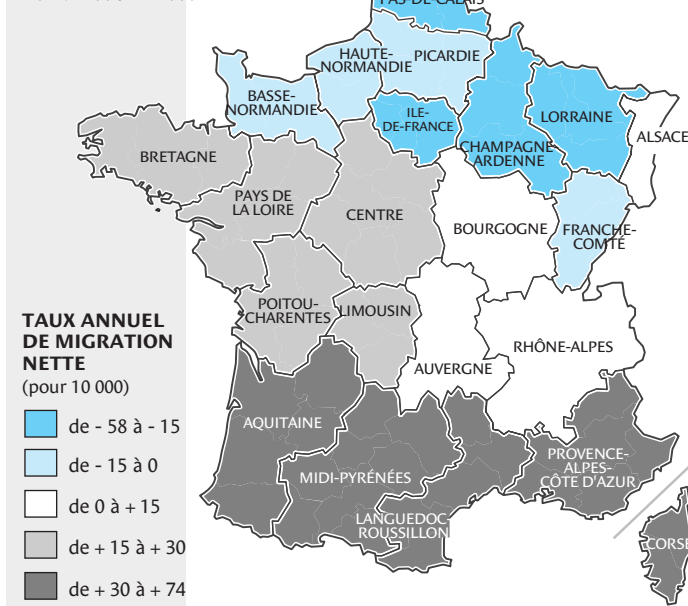 PAS-DE-CALAIS
HAUTE-
NORMANDIE
PICARDIE
BASSE-
NORMANDIE
ILE-
DE-FRANCE
CHAMPAGNE
ARDENNE
LORRAINE
ALSACE
BRETAGNE
PAYS DE
LA LOIRE
CENTRE
BOURGOGNE
FRANCHE-
COMTÉ
POITOU-
CHARENTES
LIMOUSIN
AUVERGNE
RHÔNE-ALPES
AQUITAINE
MIDI-PYRÉNÉES
LANGUEDOC
ROUSSILLON
PROVENCE-
ALPES-
CÔTE D'AZUR
CORSE
TAUX ANNUEL
DE MIGRATION
NETTE
(pour 10 000)
de - 58 à - 15
de - 15 à 0
de 0 à + 15
de + 15 à + 30
de + 30 à + 74